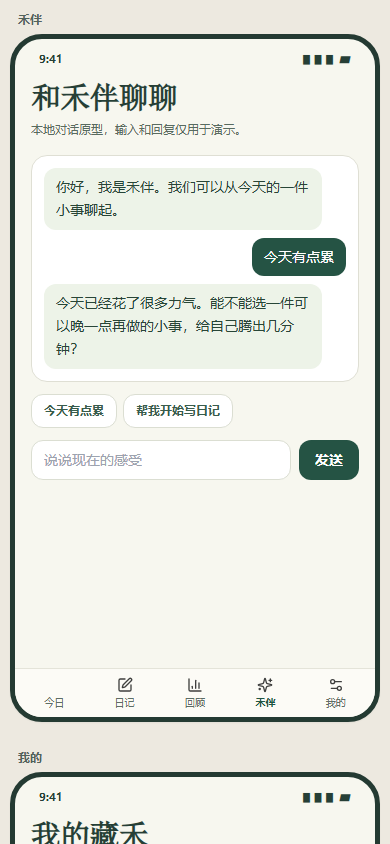 禾伴
9:41
和禾伴聊聊
本地对话原型，输入和回复仅用于演示。
你好，我是禾伴。我们可以从今天的一件
小事聊起。
今天有点累
今天已经花了很多力气。能不能选一件可
以晚一点再做的小事，给自己腾出几分
钟？
今天有点累
帮我开始写日记
说说现在的感受
发送
今日
日记
回顾
禾伴
我的
我的
9:41
我的藏禾